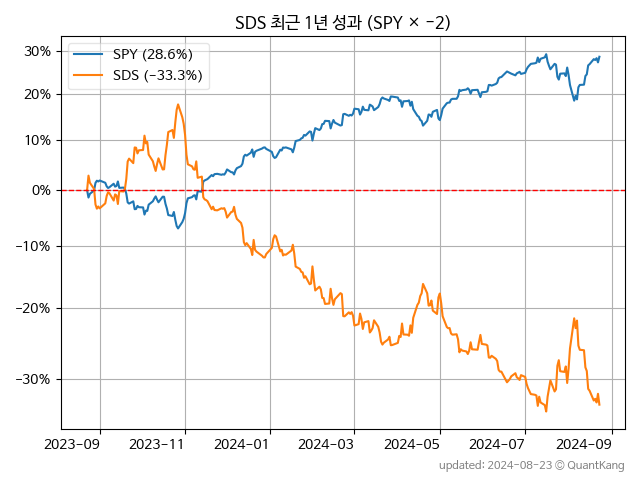 SDS 최근 1년 성과 (SPY × −2)
SPY (28.6%)
SDS (−33.3%)
30%
20%
10%
0%
−10%
−20%
−30%
2023-09 2023-11 2024-01 2024-03 2024-05 2024-07 2024-09
updated: 2024-08-23 © QuantKang